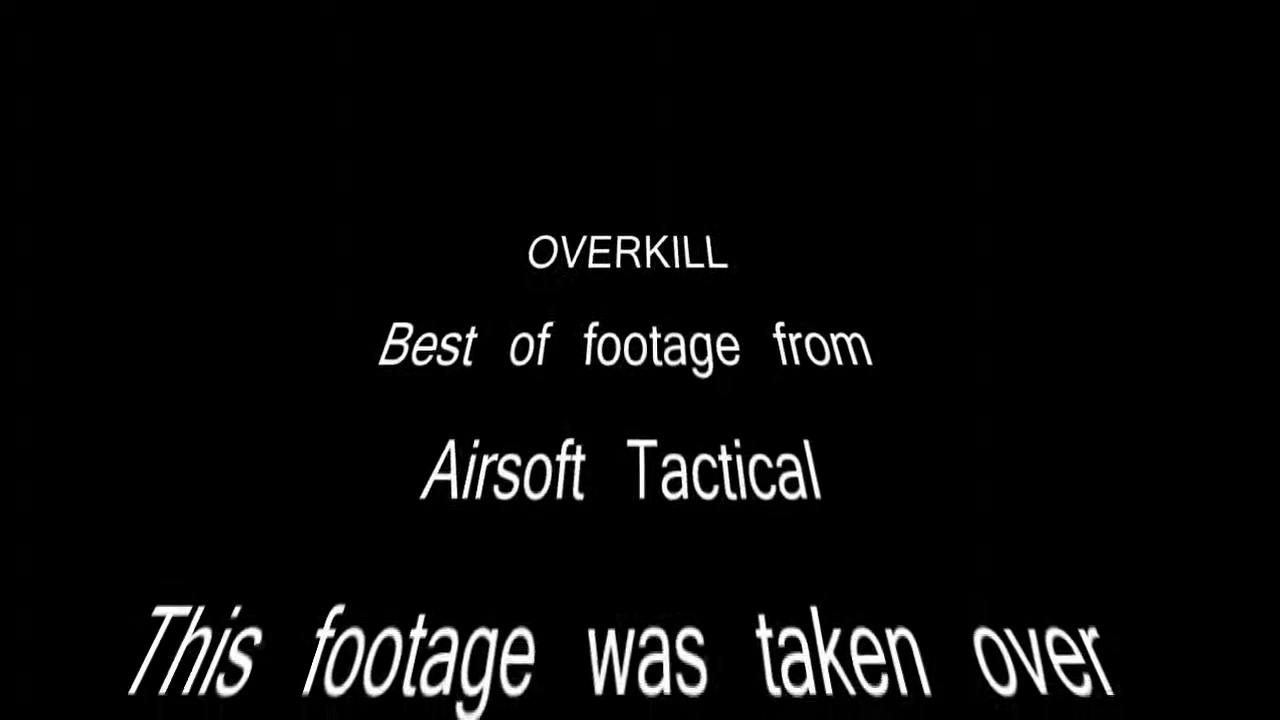 OVERKILL
Best of footage from
Airsoft Tactical
This footage was taken over